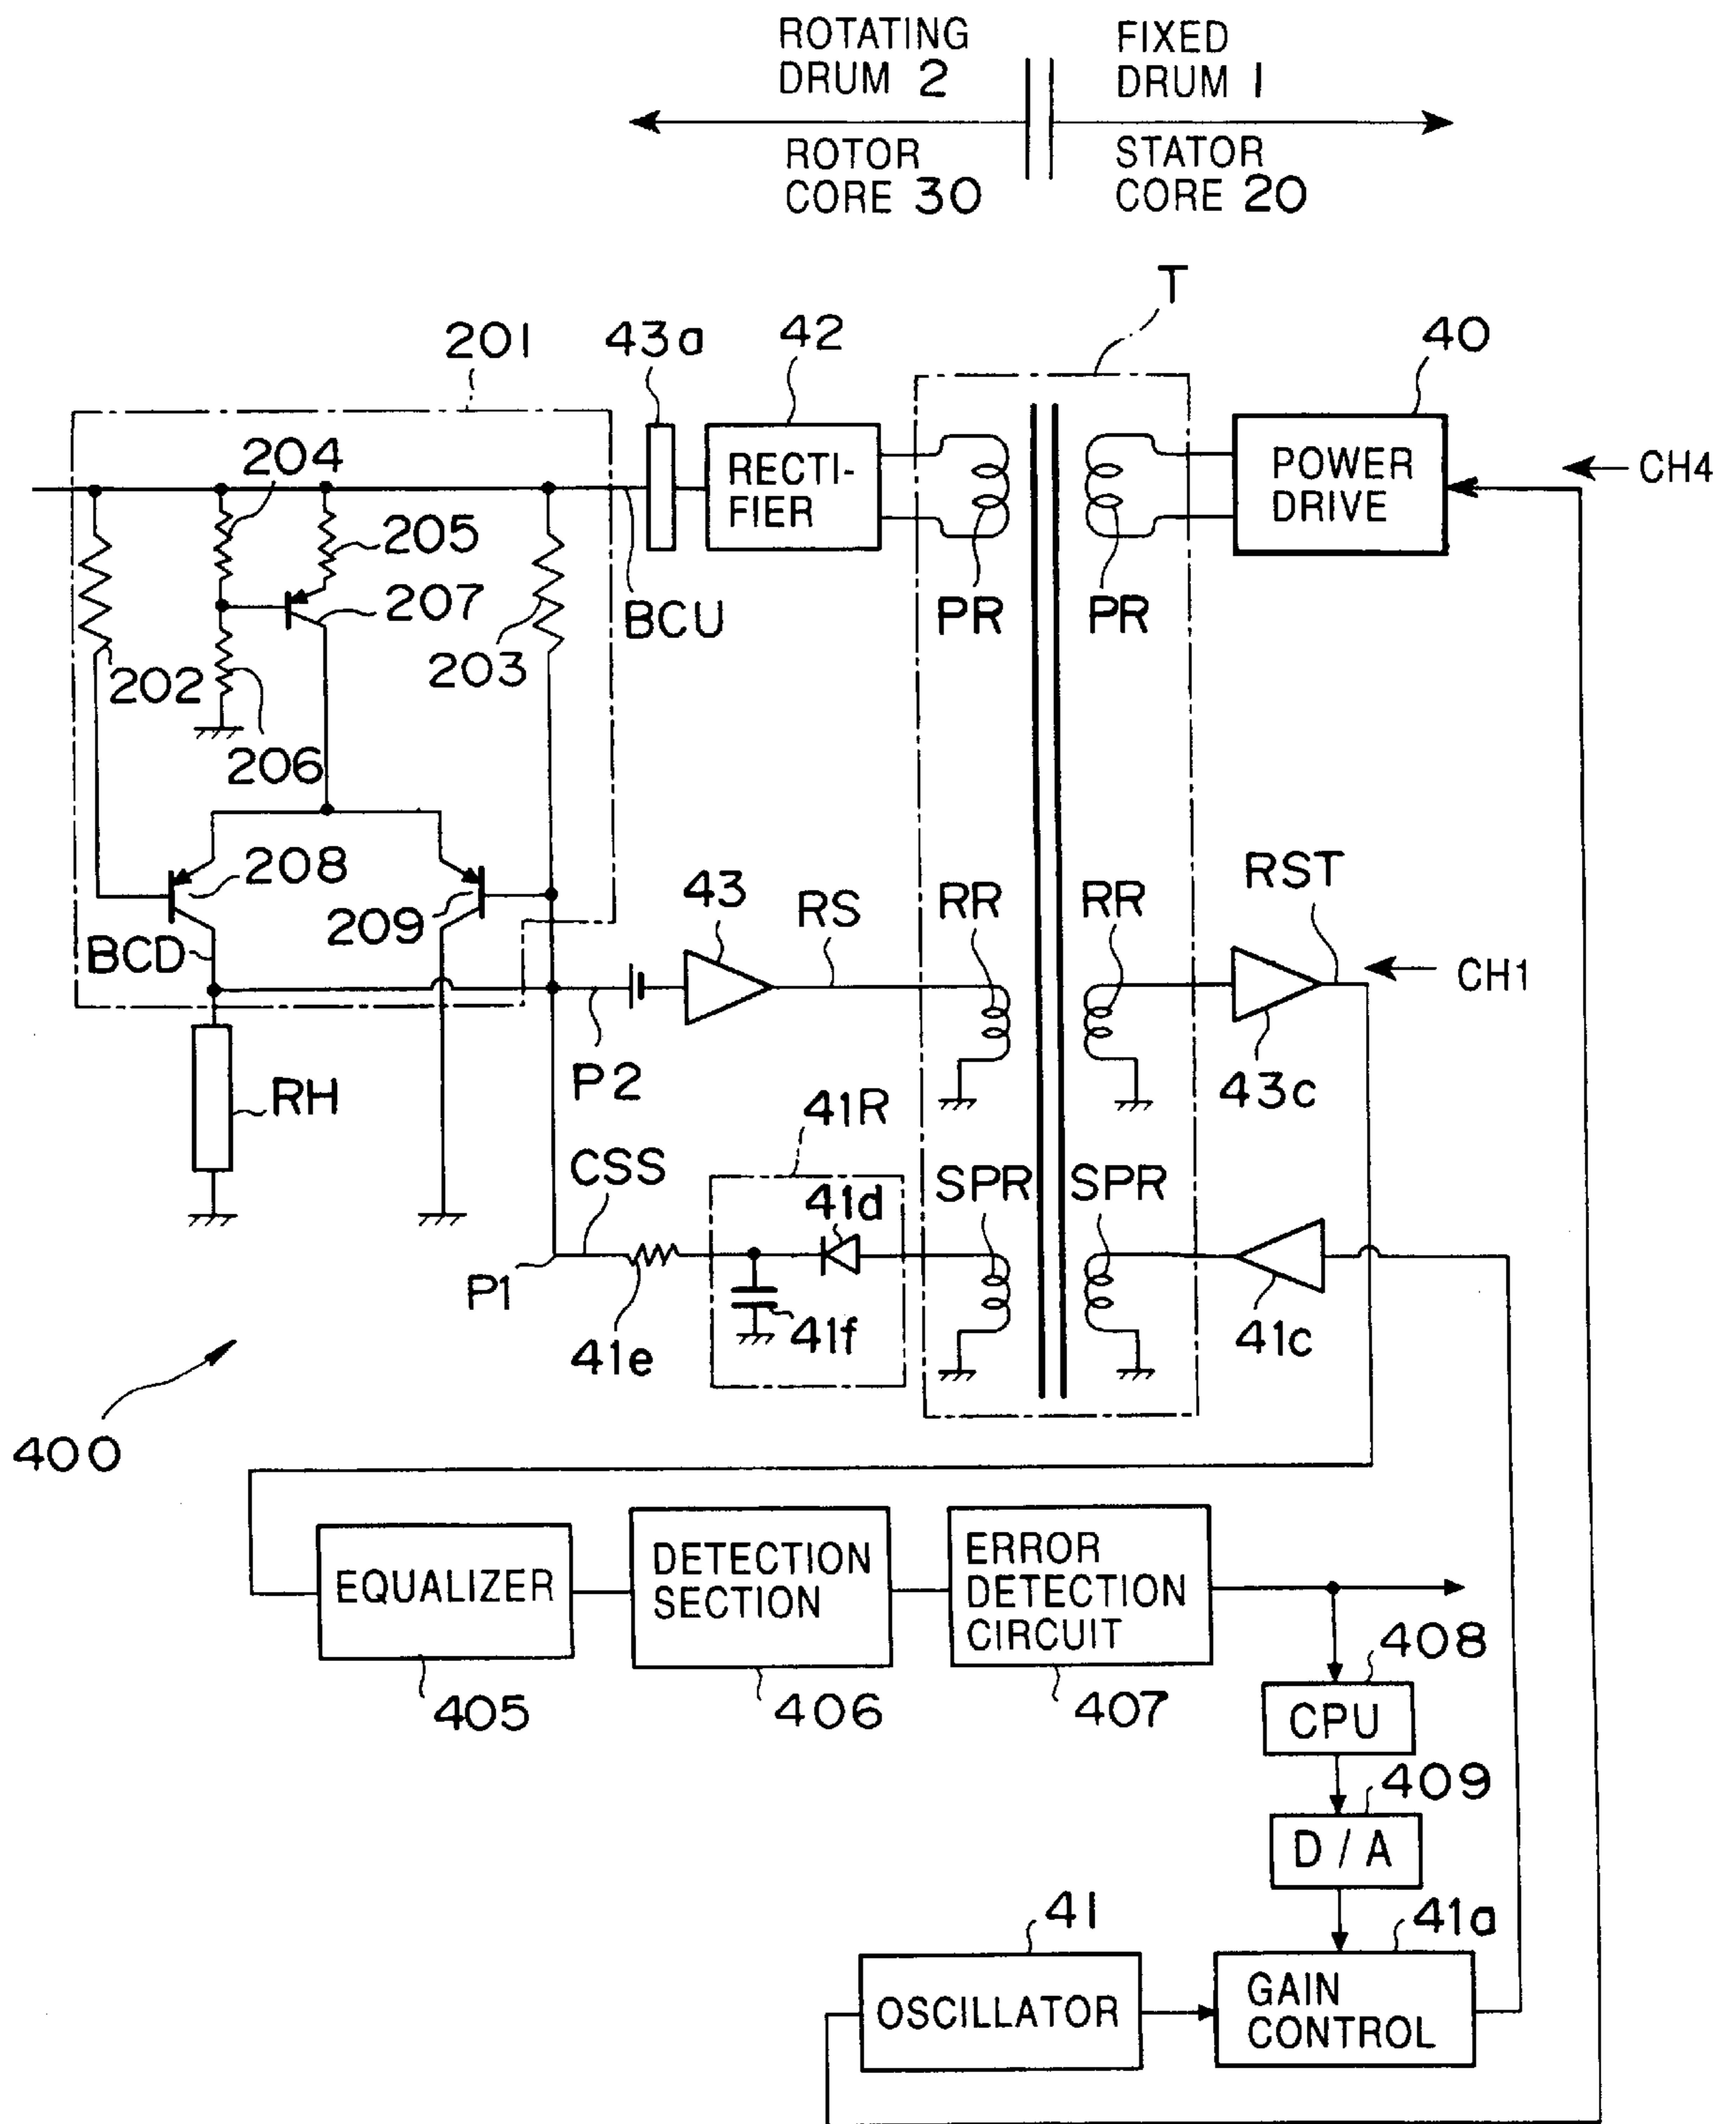 ROTATING
DRUM 2
FIXED
DRUM 1
ROTOR
CORE 30
STATOR
CORE 20
T
201
43a
42
40
204
RECTI-
FIER
POWER
DRIVE
CH4
205
207
PR
PR
BCU
202
203
206
208
209
43
RS
RR
RR
RST
BCD
CH1
P2
43c
RH
41R
CSS
41d
SPR
SPR
P1
41e
41f
41c
400
EQUALIZER
DETECTION
SECTION
ERROR
DETECTION
CIRCUIT
408
405
406
407
CPU
409
D / A
41
41a
OSCILLATOR
GAIN
CONTROL